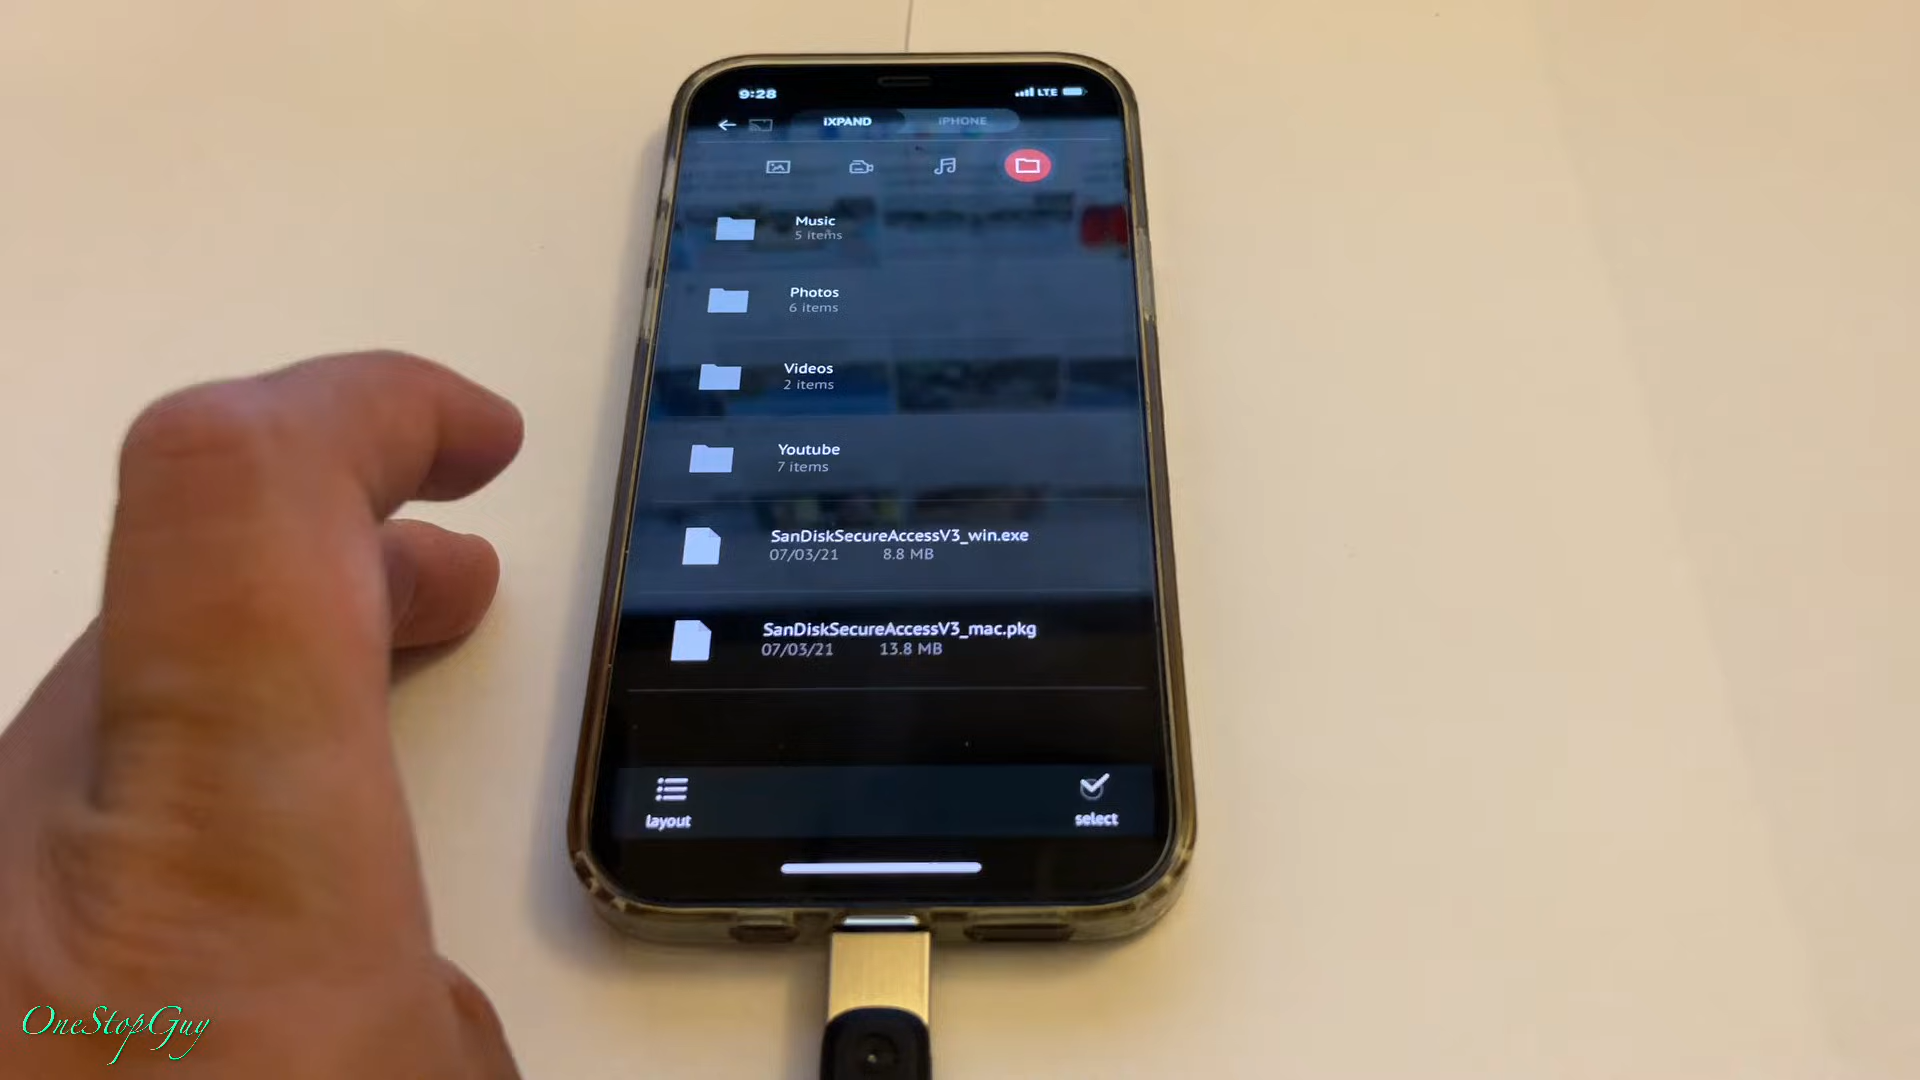 9:28
LTE
iXPAND
iPHONE
Music
5 items
Photos
6 items
Videos
2 items
Youtube
7 items
SanDiskSecureAccessV3_win.exe
07/03/21 8.8 MB
SanDiskSecureAccessV3_mac.pkg
07/03/21 13.8 MB
layout
select
OneStopGuy